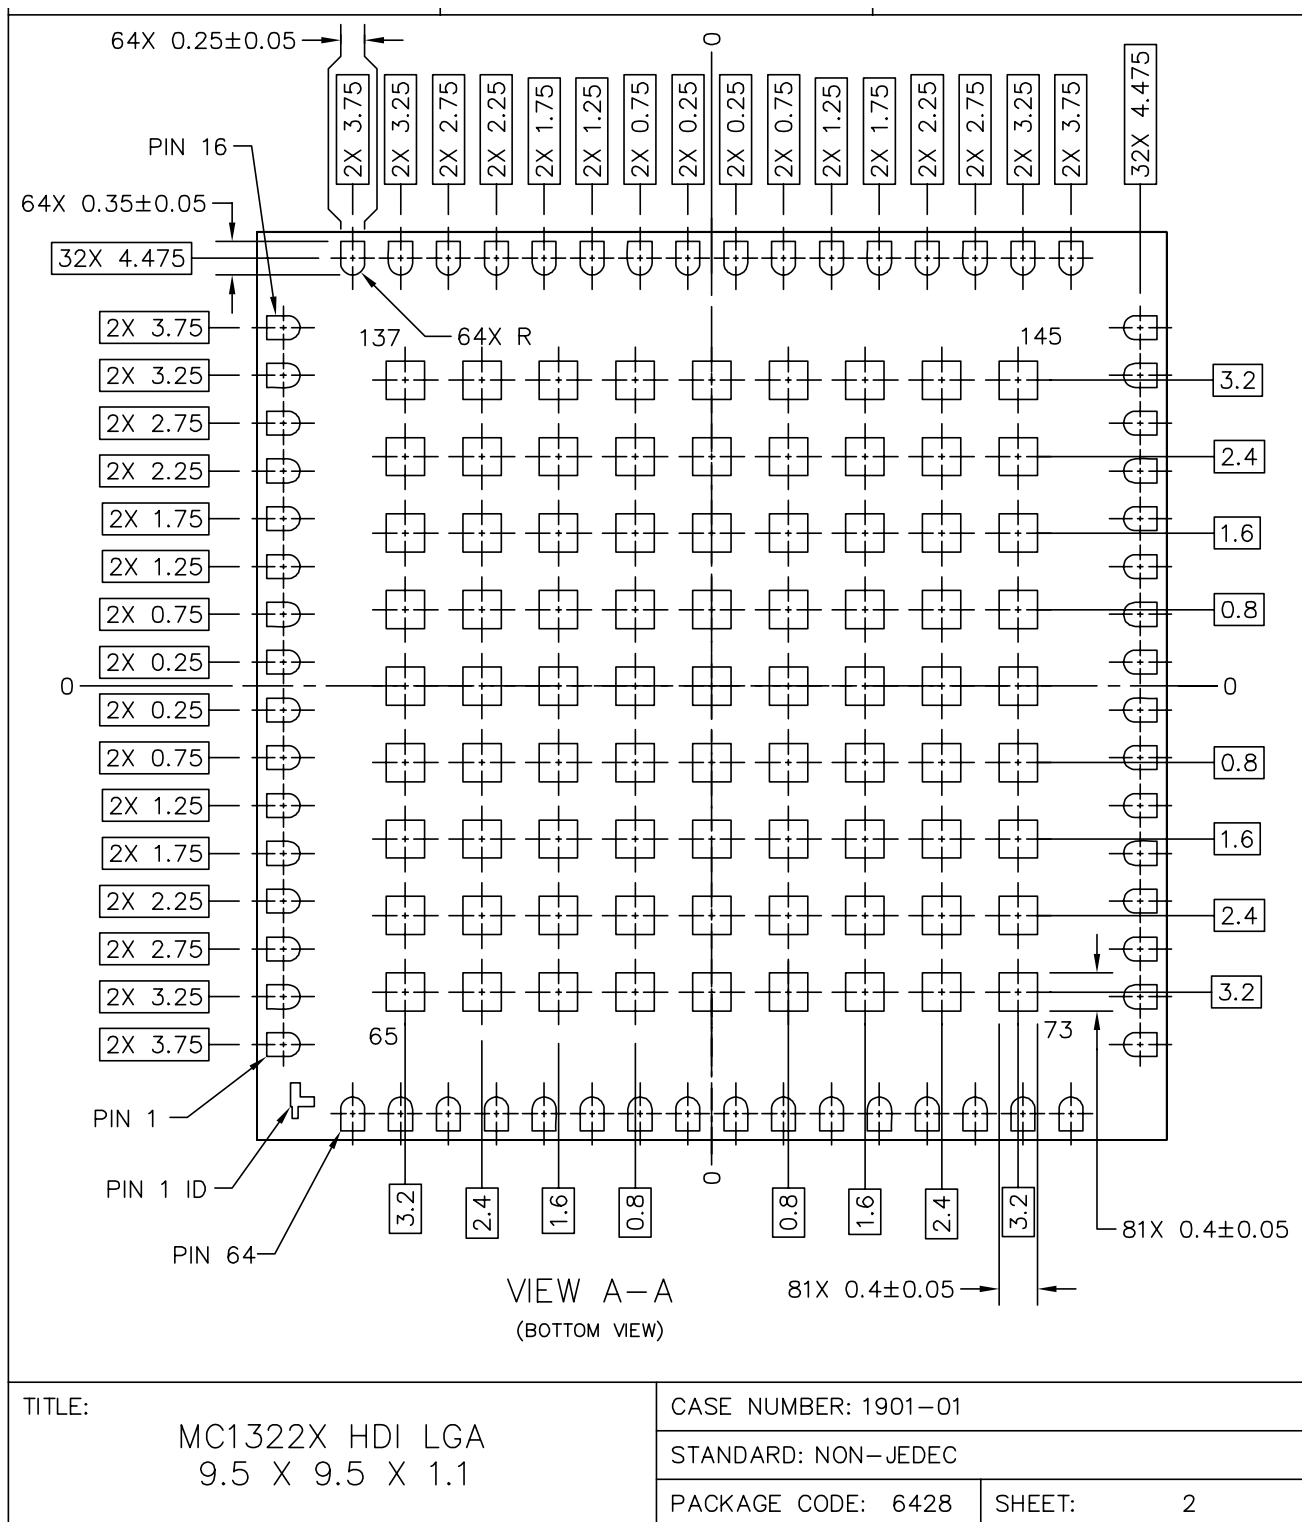 64X 0.25±0.05
0
2X 3.75
2X 3.25
2X 2.75
2X 2.25
2X 1.75
2X 1.25
2X 0.75
2X 0.25
2X 0.25
2X 0.75
2X 1.25
2X 1.75
2X 2.25
2X 2.75
2X 3.25
2X 3.75
32X 4.475
PIN 16
64X 0.35±0.05
32X 4.475
64X R
137
145
2X 3.75
2X 3.25
2X 2.75
2X 2.25
2X 1.75
2X 1.25
2X 0.75
2X 0.25
0
2X 0.25
2X 0.75
2X 1.25
2X 1.75
2X 2.25
2X 2.75
2X 3.25
2X 3.75
3.2
2.4
1.6
0.8
0
0.8
1.6
2.4
3.2
65
73
PIN 1
PIN 1 ID
PIN 64
3.2
2.4
1.6
0.8
0
0.8
1.6
2.4
3.2
81X 0.4±0.05
81X 0.4±0.05
VIEW A-A
(BOTTOM VIEW)
TITLE:
MC1322X HDI LGA
9.5 X 9.5 X 1.1
CASE NUMBER: 1901-01
STANDARD: NON-JEDEC
PACKAGE CODE: 6428
SHEET: 2